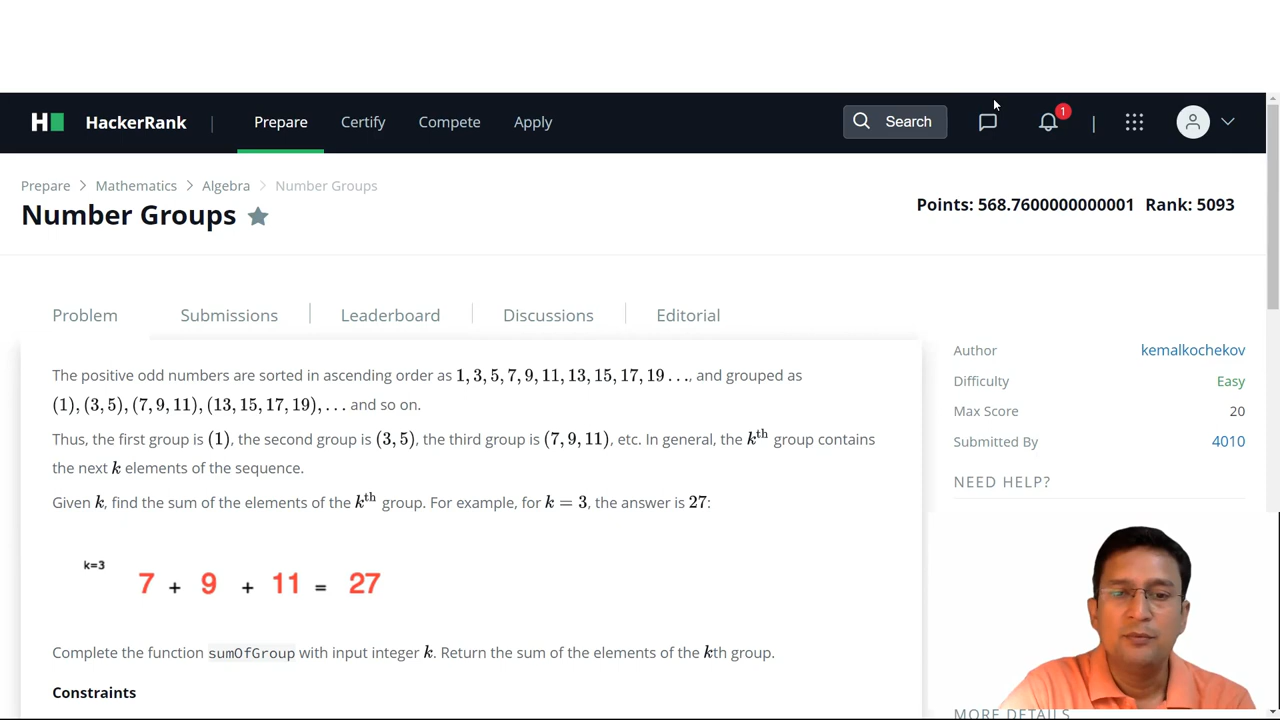 H HackerRank | Prepare Certify Compete Apply Search 1 |
Prepare > Mathematics > Algebra > Number Groups
Number Groups
Points: 568.7600000000001 Rank: 5093
Problem Submissions | Leaderboard | Discussions | Editorial
The positive odd numbers are sorted in ascending order as 1, 3, 5, 7, 9, 11, 13, 15, 17, 19 . . ., and grouped as
(1), (3, 5), (7, 9, 11), (13, 15, 17, 19), . . . and so on.
Thus, the first group is (1), the second group is (3, 5), the third group is (7, 9, 11), etc. In general, the kth group contains
the next k elements of the sequence.
Given k, find the sum of the elements of the kth group. For example, for k = 3, the answer is 27:
k=3
7 + 9 + 11 = 27
Complete the function sumOfGroup with input integer k. Return the sum of the elements of the kth group.
Constraints
Author kemalkochekov
Difficulty Easy
Max Score 20
Submitted By 4010
NEED HELP?
MORE DETAILS